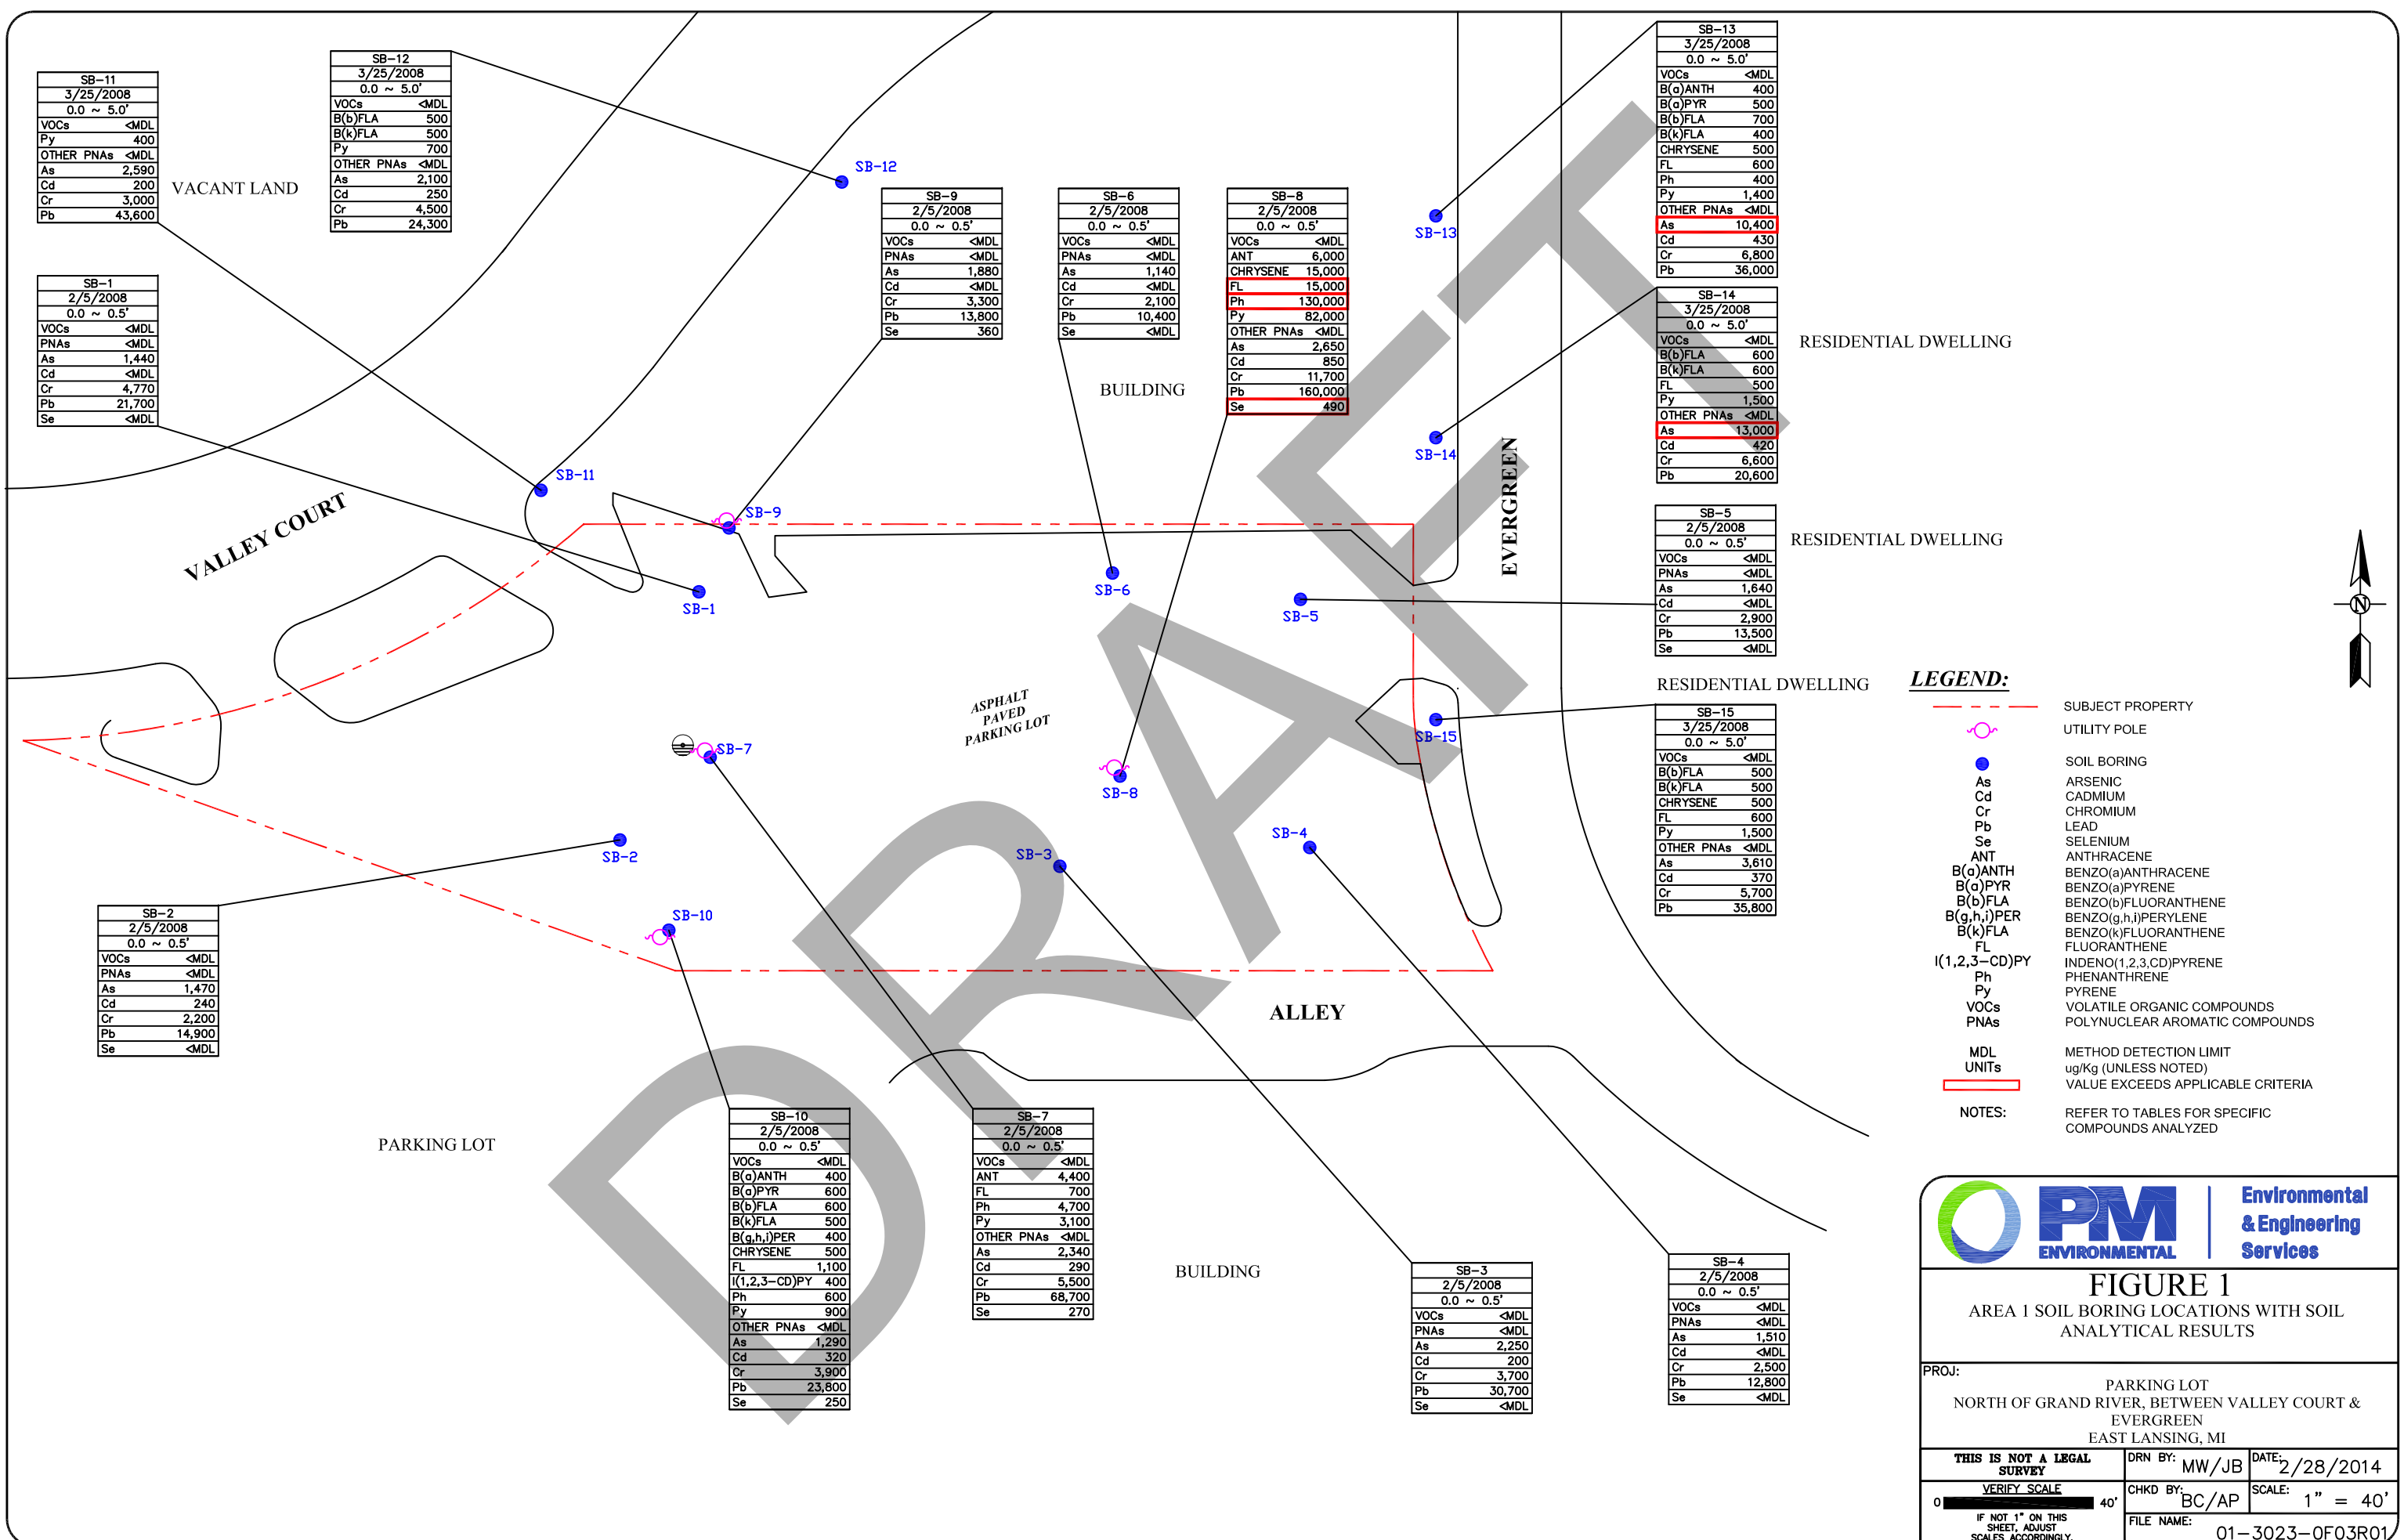 SB-11
3/25/2008
0.0 ~ 5.0'
VOCs <MDL
Py 400
OTHER PNAs <MDL
As 2,590
Cd 200
Cr 3,000
Pb 43,600
VACANT LAND
SB-12
3/25/2008
0.0 ~ 5.0'
VOCs <MDL
B(b)FLA 500
B(k)FLA 500
Py 700
OTHER PNAs <MDL
As 2,100
Cd 250
Cr 4,500
Pb 24,300
SB-12
SB-9
2/5/2008
0.0 ~ 0.5'
VOCs <MDL
PNAs <MDL
As 1,880
Cd <MDL
Cr 3,300
Pb 13,800
Se 360
SB-6
2/5/2008
0.0 ~ 0.5'
VOCs <MDL
PNAs <MDL
As 1,140
Cd <MDL
Cr 2,100
Pb 10,400
Se <MDL
BUILDING
SB-8
2/5/2008
0.0 ~ 0.5'
VOCs <MDL
ANT 6,000
CHRYSENE 15,000
FL 15,000
Ph 130,000
Py 82,000
OTHER PNAs <MDL
As 2,650
Cd 850
Cr 11,700
Pb 160,000
Se 490
SB-13
SB-13
3/25/2008
0.0 ~ 5.0'
VOCs <MDL
B(a)ANTH 400
B(a)PYR 500
B(b)FLA 700
B(k)FLA 400
CHRYSENE 500
FL 600
Ph 400
Py 1,400
OTHER PNAs <MDL
As 10,400
Cd 430
Cr 6,800
Pb 36,000
SB-14
3/25/2008
0.0 ~ 5.0'
VOCs <MDL
B(b)FLA 600
B(k)FLA 600
FL 500
Py 1,500
OTHER PNAs <MDL
As 13,000
Cd 420
Cr 6,600
Pb 20,600
RESIDENTIAL DWELLING
SB-1
2/5/2008
0.0 ~ 0.5'
VOCs <MDL
PNAs <MDL
As 1,440
Cd <MDL
Cr 4,770
Pb 21,700
Se <MDL
SB-14
EVERGREEN
SB-11
SB-9
VALLEY COURT
SB-1
SB-6
SB-5
SB-5
2/5/2008
0.0 ~ 0.5'
VOCs <MDL
PNAs <MDL
As 1,640
Cd <MDL
Cr 2,900
Pb 13,500
Se <MDL
RESIDENTIAL DWELLING
N
RESIDENTIAL DWELLING
SB-15
3/25/2008
0.0 ~ 5.0'
VOCs <MDL
B(b)FLA 500
B(k)FLA 500
CHRYSENE 500
FL 600
Py 1,500
OTHER PNAs <MDL
As 3,610
Cd 370
Cr 5,700
Pb 35,800
ASPHALT
PAVED
PARKING LOT
SB-15
SB-7
SB-8
SB-2
SB-3
SB-4
SB-10
DRAFT
ALLEY
SB-2
2/5/2008
0.0 ~ 0.5'
VOCs <MDL
PNAs <MDL
As 1,470
Cd 240
Cr 2,200
Pb 14,900
Se <MDL
PARKING LOT
SB-10
2/5/2008
0.0 ~ 0.5'
VOCs <MDL
B(a)ANTH 400
B(a)PYR 600
B(b)FLA 600
B(k)FLA 500
B(g,h,i)PER 400
CHRYSENE 500
FL 1,100
I(1,2,3-CD)PY 400
Ph 600
Py 900
OTHER PNAs <MDL
As 1,290
Cd 320
Cr 3,900
Pb 23,800
Se 250
SB-7
2/5/2008
0.0 ~ 0.5'
VOCs <MDL
ANT 4,400
FL 700
Ph 4,700
Py 3,100
OTHER PNAs <MDL
As 2,340
Cd 290
Cr 5,500
Pb 68,700
Se 270
BUILDING
SB-3
2/5/2008
0.0 ~ 0.5'
VOCs <MDL
PNAs <MDL
As 2,250
Cd 200
Cr 3,700
Pb 30,700
Se <MDL
SB-4
2/5/2008
0.0 ~ 0.5'
VOCs <MDL
PNAs <MDL
As 1,510
Cd <MDL
Cr 2,500
Pb 12,800
Se <MDL
LEGEND:
SUBJECT PROPERTY
UTILITY POLE
SOIL BORING
As ARSENIC
Cd CADMIUM
Cr CHROMIUM
Pb LEAD
Se SELENIUM
ANT ANTHRACENE
B(a)ANTH BENZO(a)ANTHRACENE
B(a)PYR BENZO(a)PYRENE
B(b)FLA BENZO(b)FLUORANTHENE
B(g,h,i)PER BENZO(g,h,i)PERYLENE
B(k)FLA BENZO(k)FLUORANTHENE
FL FLUORANTHENE
I(1,2,3-CD)PY INDENO(1,2,3,CD)PYRENE
Ph PHENANTHRENE
Py PYRENE
VOCs VOLATILE ORGANIC COMPOUNDS
PNAs POLYNUCLEAR AROMATIC COMPOUNDS
MDL METHOD DETECTION LIMIT
UNITs ug/Kg (UNLESS NOTED)
VALUE EXCEEDS APPLICABLE CRITERIA
NOTES: REFER TO TABLES FOR SPECIFIC
COMPOUNDS ANALYZED
PM
ENVIRONMENTAL
Environmental
& Engineering
Services
FIGURE 1
AREA 1 SOIL BORING LOCATIONS WITH SOIL
ANALYTICAL RESULTS
PROJ:
PARKING LOT
NORTH OF GRAND RIVER, BETWEEN VALLEY COURT &
EVERGREEN
EAST LANSING, MI
THIS IS NOT A LEGAL
SURVEY
DRN BY: MW/JB
DATE: 2/28/2014
VERIFY SCALE
0 40'
IF NOT 1" ON THIS
SHEET, ADJUST
SCALES ACCORDINGLY.
CHKD BY: BC/AP
SCALE: 1" = 40'
FILE NAME: 01-3023-0F03R01